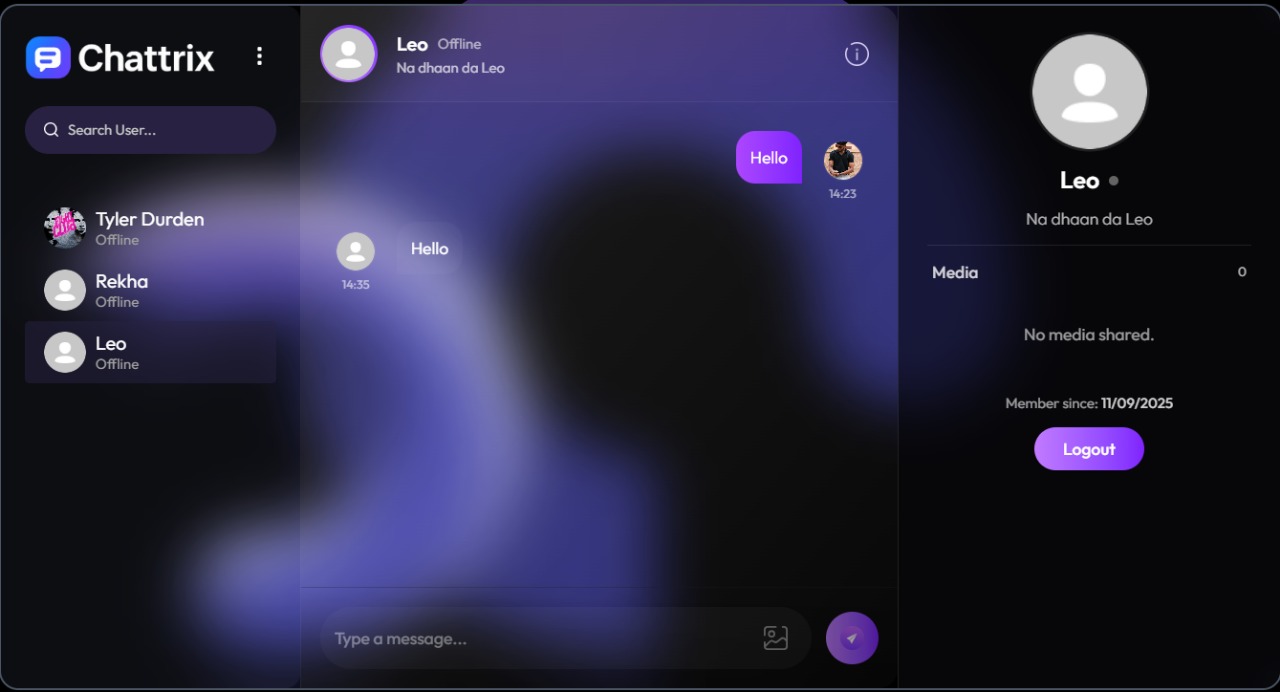 Chattrix
Search User...
Tyler Durden
Offline
Rekha
Offline
Leo
Offline
Leo Offline
Na dhaan da Leo
Hello
14:23
Hello
14:35
Type a message...
Leo
Na dhaan da Leo
Media 0
No media shared.
Member since: 11/09/2025
Logout